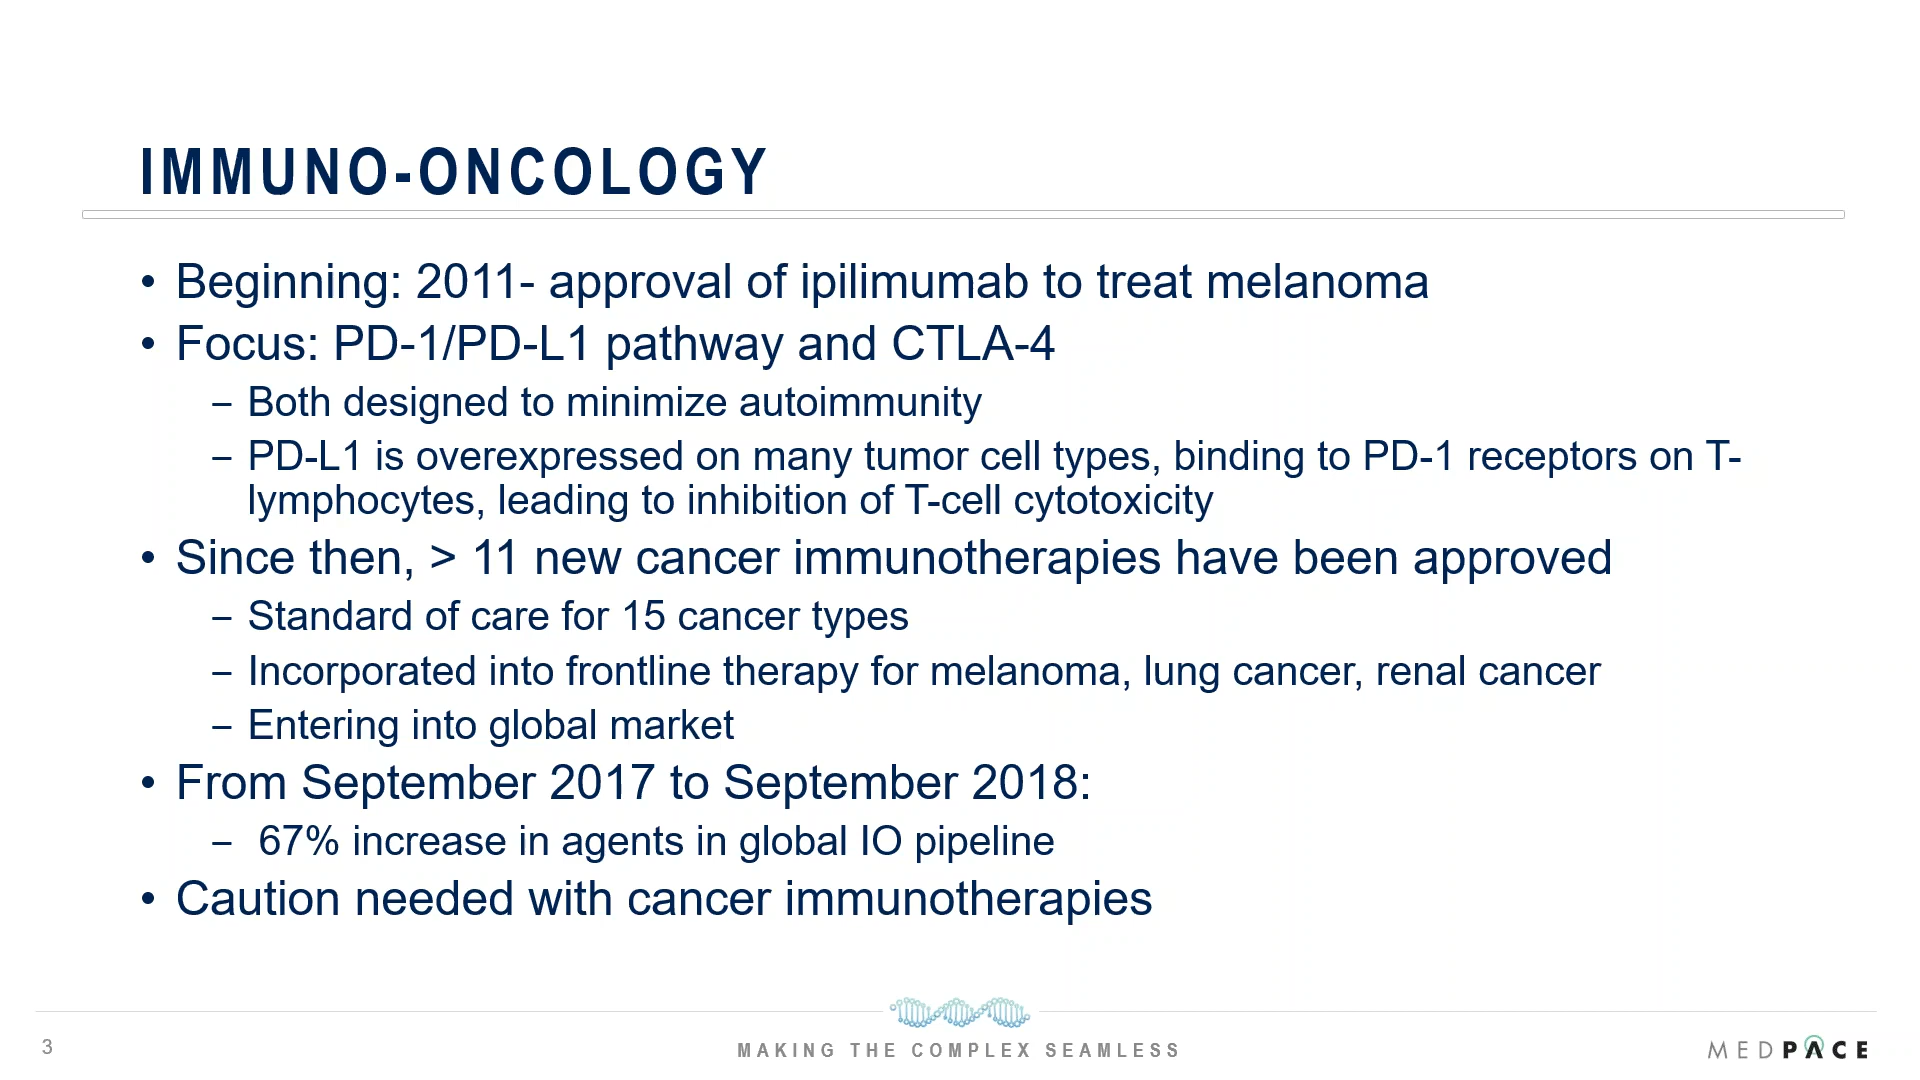 IMMUNO-ONCOLOGY
• Beginning: 2011- approval of ipilimumab to treat melanoma
• Focus: PD-1/PD-L1 pathway and CTLA-4
– Both designed to minimize autoimmunity
– PD-L1 is overexpressed on many tumor cell types, binding to PD-1 receptors on T-
lymphocytes, leading to inhibition of T-cell cytotoxicity
• Since then, > 11 new cancer immunotherapies have been approved
– Standard of care for 15 cancer types
– Incorporated into frontline therapy for melanoma, lung cancer, renal cancer
– Entering into global market
• From September 2017 to September 2018:
– 67% increase in agents in global IO pipeline
• Caution needed with cancer immunotherapies
3
MAKING THE COMPLEX SEAMLESS
MEDPACE